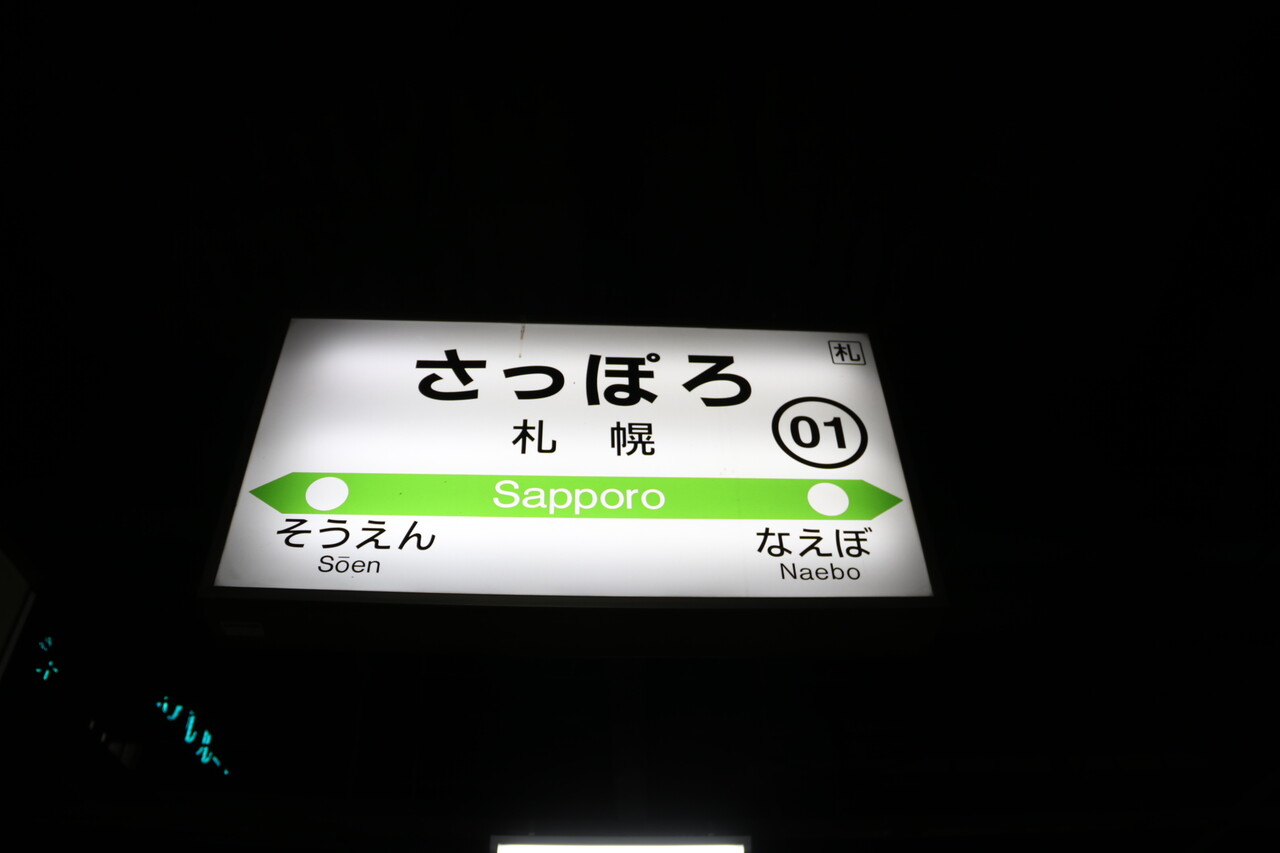 札
さっぽろ
札幌
01
Sapporo
そうえん
Sōen
なえぼ
Naebo